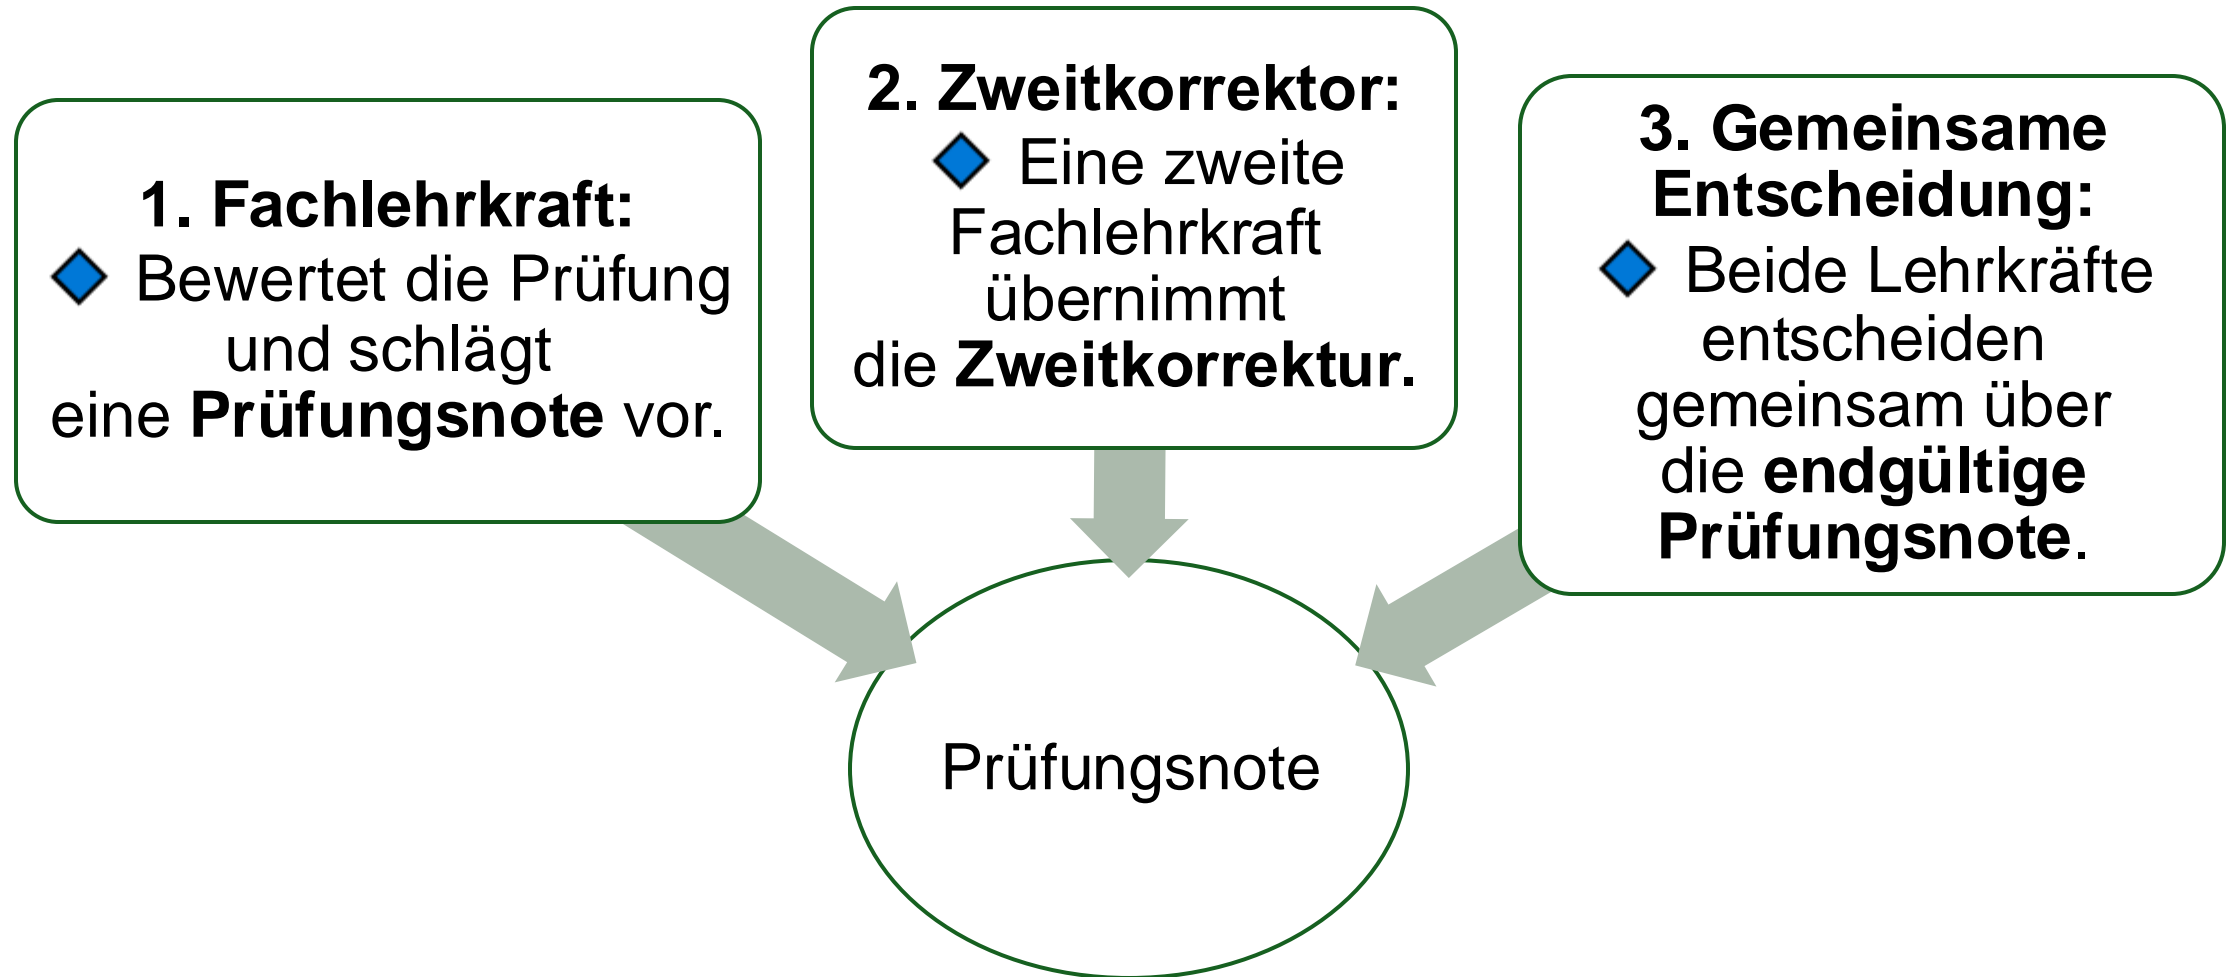 1. Fachlehrkraft:
Bewertet die Prüfung
und schlägt
eine Prüfungsnote vor.
2. Zweitkorrektor:
Eine zweite
Fachlehrkraft
übernimmt
die Zweitkorrektur.
3. Gemeinsame
Entscheidung:
Beide Lehrkräfte
entscheiden
gemeinsam über
die endgültige
Prüfungsnote.
Prüfungsnote